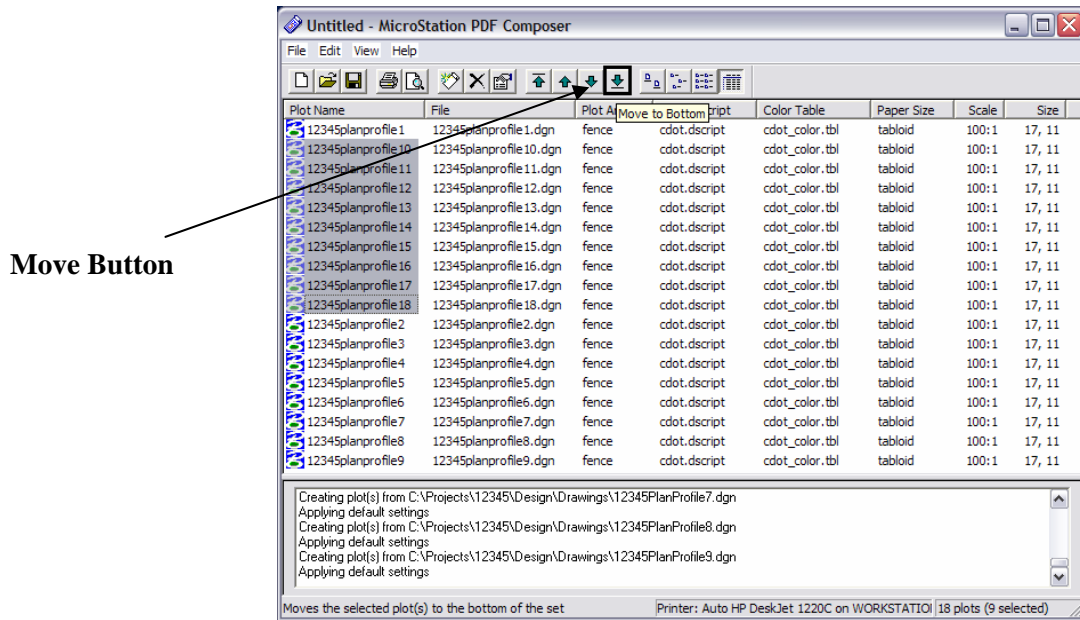 Untitled - MicroStation PDF Composer
File Edit View Help
Plot Name File Plot Ar ript Color Table Paper Size Scale Size
Move to Bottom
12345planprofile1 12345planprofile1.dgn fence cdot.dscript cdot_color.tbl tabloid 100:1 17, 11
12345planprofile10 12345planprofile10.dgn fence cdot.dscript cdot_color.tbl tabloid 100:1 17, 11
12345planprofile11 12345planprofile11.dgn fence cdot.dscript cdot_color.tbl tabloid 100:1 17, 11
12345planprofile12 12345planprofile12.dgn fence cdot.dscript cdot_color.tbl tabloid 100:1 17, 11
12345planprofile13 12345planprofile13.dgn fence cdot.dscript cdot_color.tbl tabloid 100:1 17, 11
12345planprofile14 12345planprofile14.dgn fence cdot.dscript cdot_color.tbl tabloid 100:1 17, 11
12345planprofile15 12345planprofile15.dgn fence cdot.dscript cdot_color.tbl tabloid 100:1 17, 11
Move Button
12345planprofile16 12345planprofile16.dgn fence cdot.dscript cdot_color.tbl tabloid 100:1 17, 11
12345planprofile17 12345planprofile17.dgn fence cdot.dscript cdot_color.tbl tabloid 100:1 17, 11
12345planprofile18 12345planprofile18.dgn fence cdot.dscript cdot_color.tbl tabloid 100:1 17, 11
12345planprofile2 12345planprofile2.dgn fence cdot.dscript cdot_color.tbl tabloid 100:1 17, 11
12345planprofile3 12345planprofile3.dgn fence cdot.dscript cdot_color.tbl tabloid 100:1 17, 11
12345planprofile4 12345planprofile4.dgn fence cdot.dscript cdot_color.tbl tabloid 100:1 17, 11
12345planprofile5 12345planprofile5.dgn fence cdot.dscript cdot_color.tbl tabloid 100:1 17, 11
12345planprofile6 12345planprofile6.dgn fence cdot.dscript cdot_color.tbl tabloid 100:1 17, 11
12345planprofile7 12345planprofile7.dgn fence cdot.dscript cdot_color.tbl tabloid 100:1 17, 11
12345planprofile8 12345planprofile8.dgn fence cdot.dscript cdot_color.tbl tabloid 100:1 17, 11
12345planprofile9 12345planprofile9.dgn fence cdot.dscript cdot_color.tbl tabloid 100:1 17, 11
Creating plot(s) from C:\Projects\12345\Design\Drawings\12345PlanProfile7.dgn
Applying default settings
Creating plot(s) from C:\Projects\12345\Design\Drawings\12345PlanProfile8.dgn
Applying default settings
Creating plot(s) from C:\Projects\12345\Design\Drawings\12345PlanProfile9.dgn
Applying default settings
Moves the selected plot(s) to the bottom of the set Printer: Auto HP DeskJet 1220C on WORKSTATIO 18 plots (9 selected)